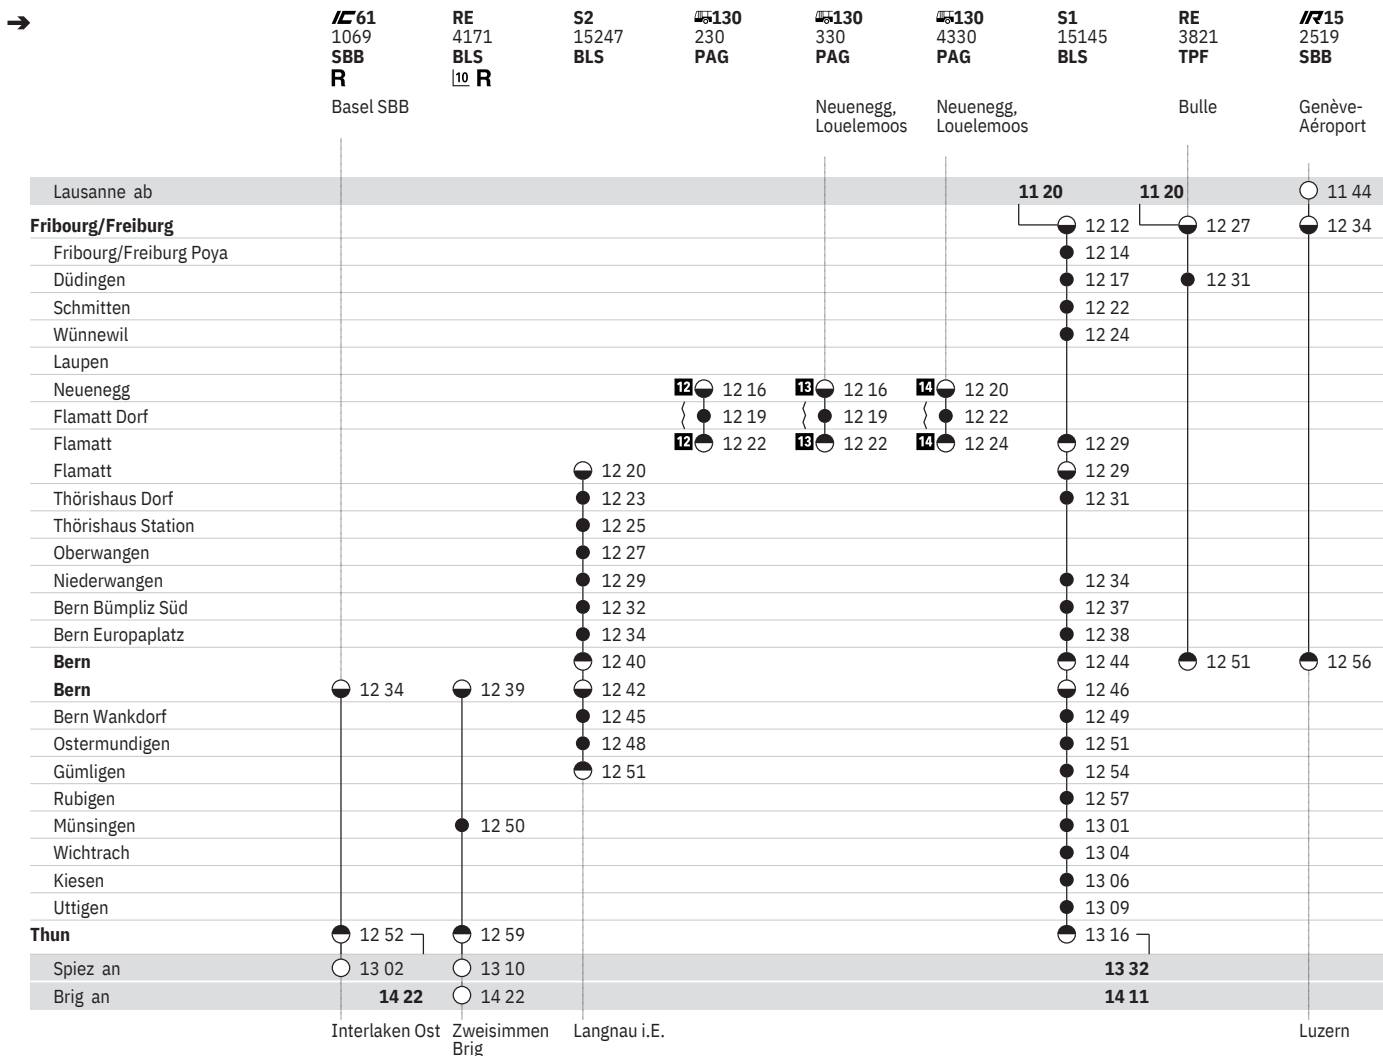 ➔ IC61 RE S2 130 130 130 S1 RE IR15
1069 4171 15247 230 330 4330 15145 3821 2519
SBB BLS BLS PAG PAG PAG BLS TPF SBB
R 10 R
Basel SBB Neuenegg, Neuenegg, Bulle Genève-
Louelemoos Louelemoos Aéroport
Lausanne ab 11 20 11 20 11 44
Fribourg/Freiburg 12 12 12 27 12 34
Fribourg/Freiburg Poya 12 14
Düdingen 12 17 12 31
Schmitten 12 22
Wünnewil 12 24
Laupen
Neuenegg 12 12 16 13 12 16 14 12 20
Flamatt Dorf 12 19 12 19 12 22
Flamatt 12 12 22 13 12 22 14 12 24 12 29
Flamatt 12 20 12 29
Thörishaus Dorf 12 23 12 31
Thörishaus Station 12 25
Oberwangen 12 27
Niederwangen 12 29 12 34
Bern Bümpliz Süd 12 32 12 37
Bern Europaplatz 12 34 12 38
Bern 12 40 12 44 12 51 12 56
Bern 12 34 12 39 12 42 12 46
Bern Wankdorf 12 45 12 49
Ostermundigen 12 48 12 51
Gümligen 12 51 12 54
Rubigen 12 57
Münsingen 12 50 13 01
Wichtrach 13 04
Kiesen 13 06
Uttigen 13 09
Thun 12 52 12 59 13 16
Spiez an 13 02 13 10 13 32
Brig an 14 22 14 22 14 11
Interlaken Ost Zweisimmen Langnau i.E. Luzern
Brig